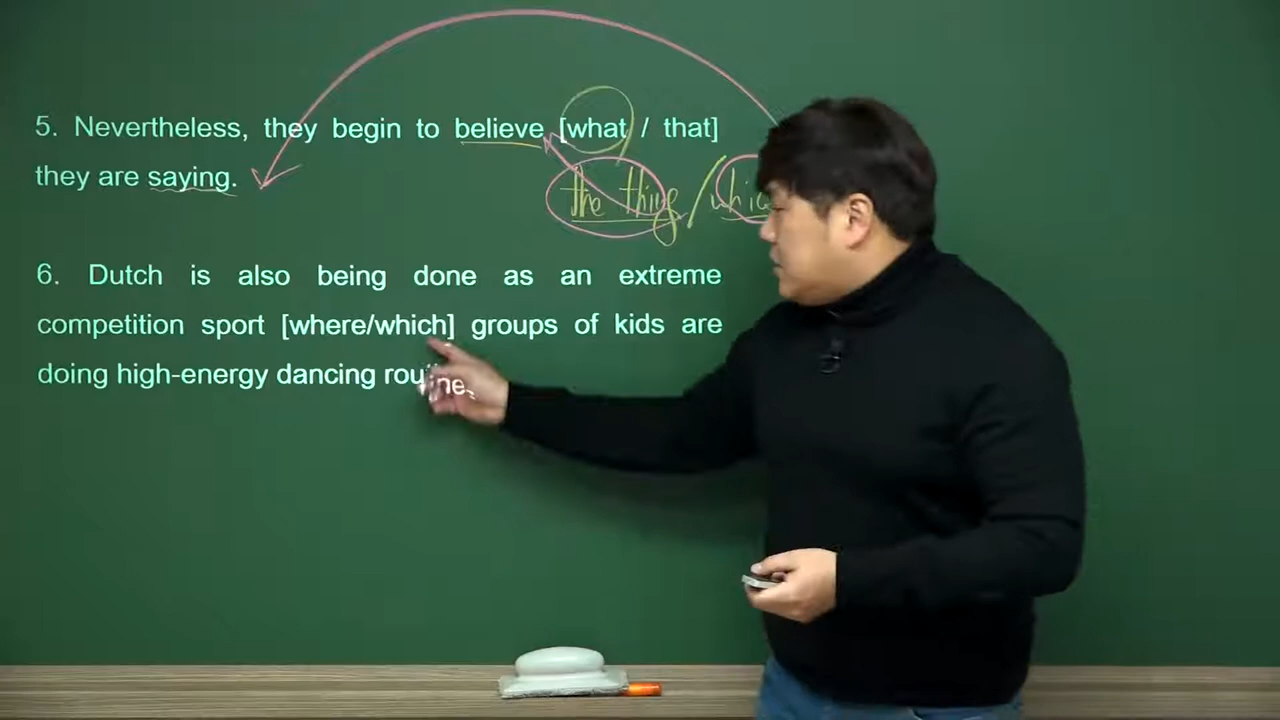 5. Nevertheless, they begin to believe [what / that]
they are saying.
the thing / which
6. Dutch is also being done as an extreme
competition sport [where/which] groups of kids are
doing high-energy dancing